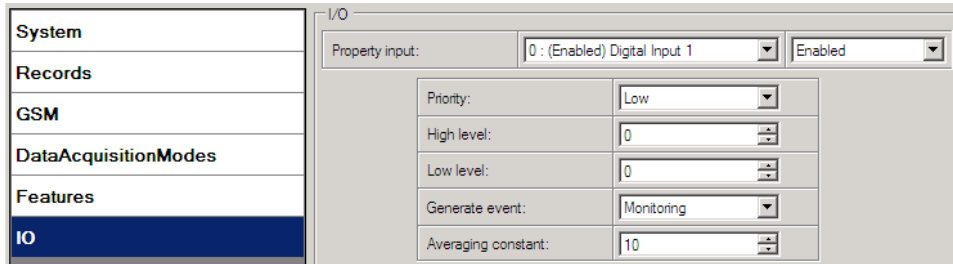 System
Records
GSM
DataAcquisitionModes
Features
IO
I/O
Property input: 0 : (Enabled) Digital Input 1 Enabled
Priority: Low
High level: 0
Low level: 0
Generate event: Monitoring
Averaging constant: 10